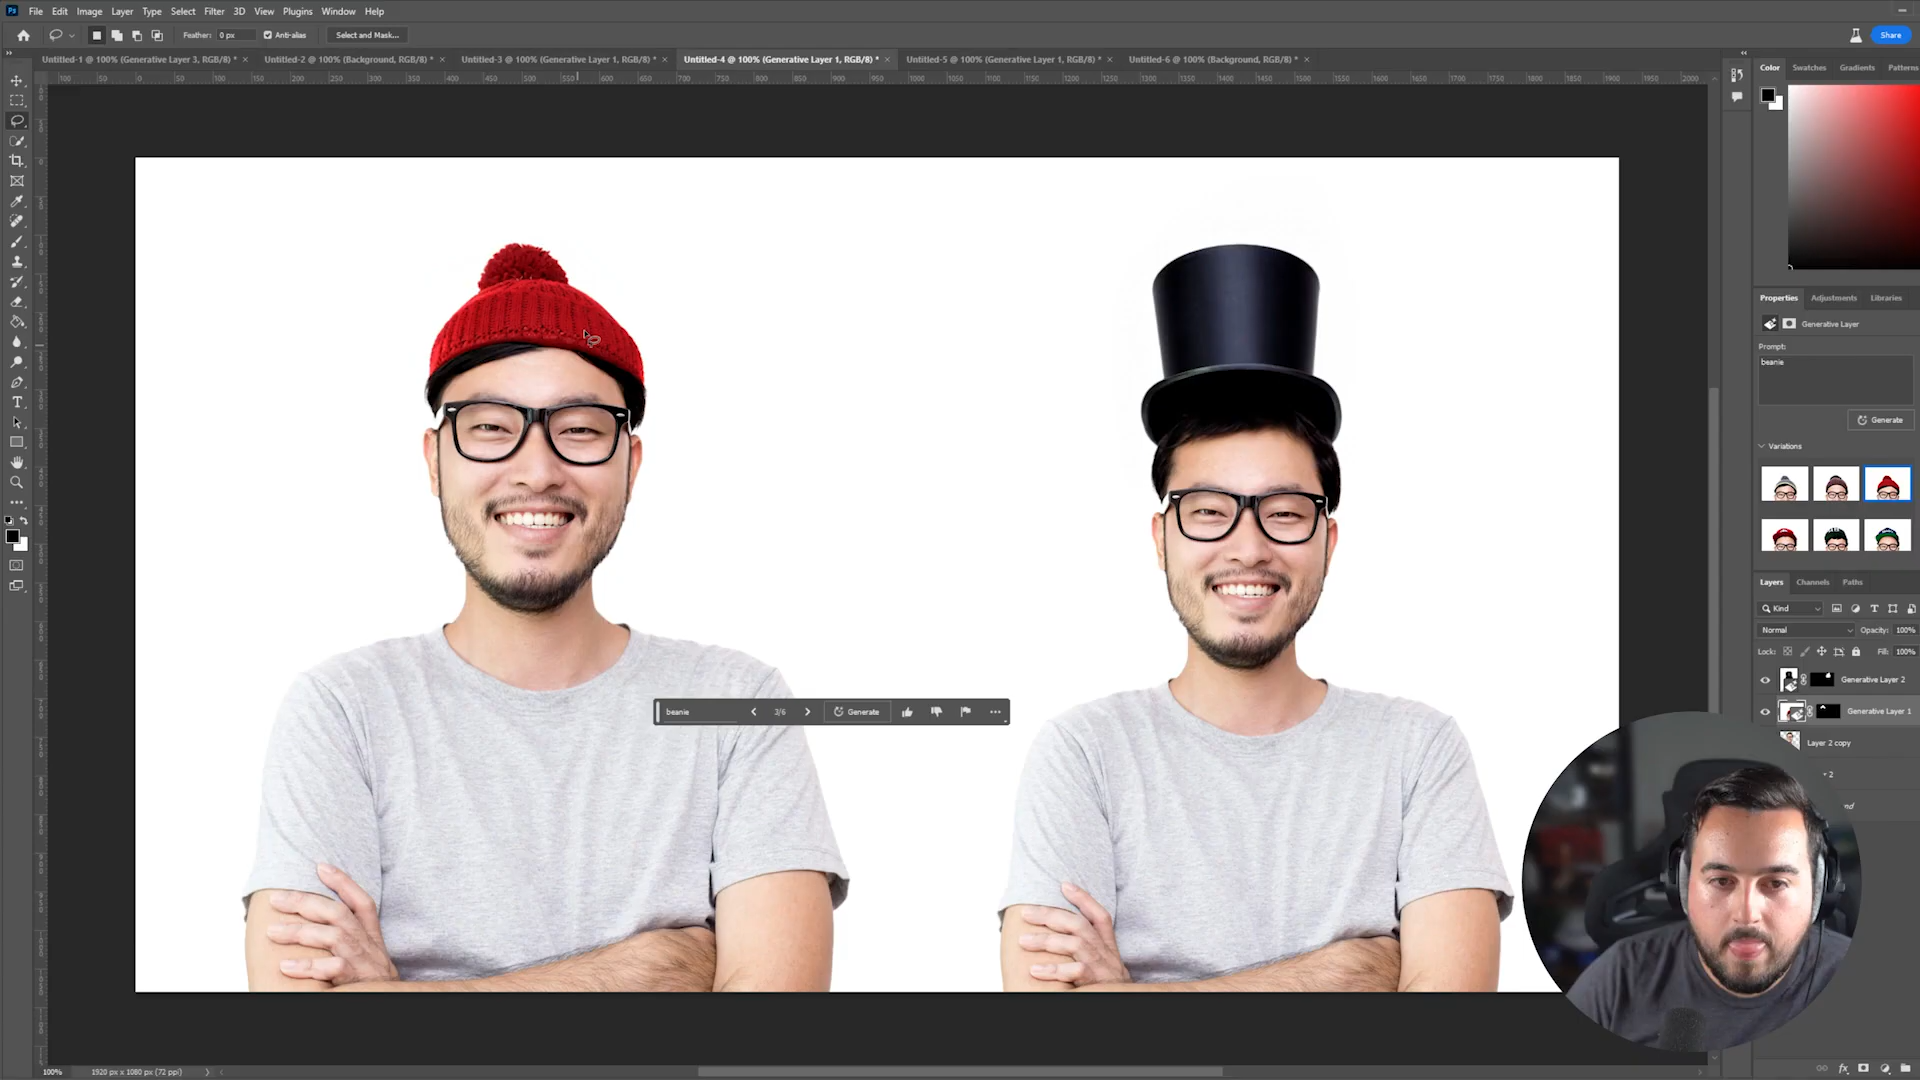 Ps File Edit Image Layer Type Select Filter 3D View Plugins Window Help
Feather: 0 px Anti-alias Select and Mask... Share
Untitled-1 @ 100% (Generative Layer 3, RGB/8) * × Untitled-2 @ 100% (Background, RGB/8) * × Untitled-3 @ 100% (Generative Layer 1, RGB/8) * × Untitled-4 @ 100% (Generative Layer 1, RGB/8) * × Untitled-5 @ 100% (Generative Layer 1, RGB/8) * × Untitled-6 @ 100% (Background, RGB/8) * ×
Color Swatches Gradients Patterns
Properties Adjustments Libraries
Generative Layer
Prompt:
beanie
Generate
Variations
Layers Channels Paths
Kind
Normal Opacity: 100%
Lock: Fill: 100%
Generative Layer 2
Generative Layer 1
beanie 3/6 Generate
Layer 2 copy
2
100% 1920 px x 1080 px (72 ppi)